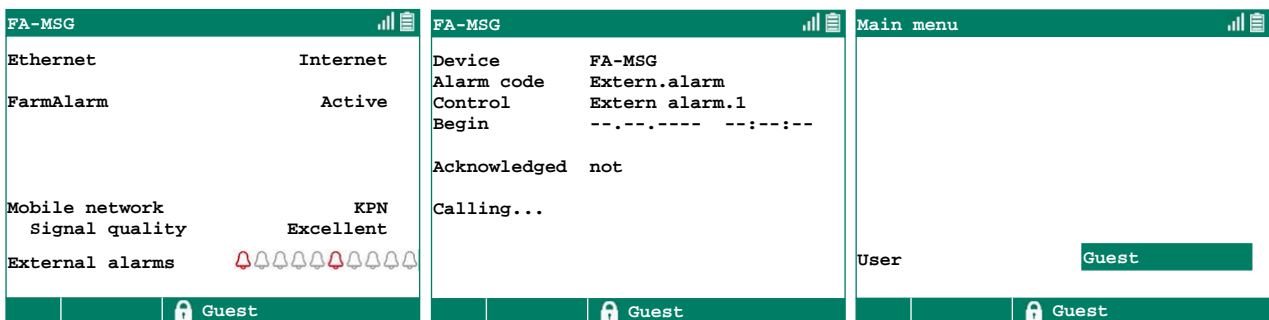 FA-MSG
Ethernet Internet
FarmAlarm Active
Mobile network KPN
Signal quality Excellent
External alarms
Guest
FA-MSG
Device FA-MSG
Alarm code Extern.alarm
Control Extern alarm.1
Begin --.--.---- --:--:--
Acknowledged not
Calling...
Guest
Main menu
User Guest
Guest